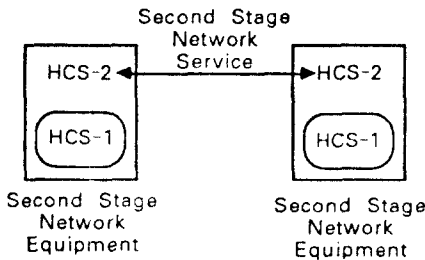 Second Stage
Network
Service
HCS-2
HCS-2
HCS-1
HCS-1
Second Stage
Network
Equipment
Second Stage
Network
Equipment